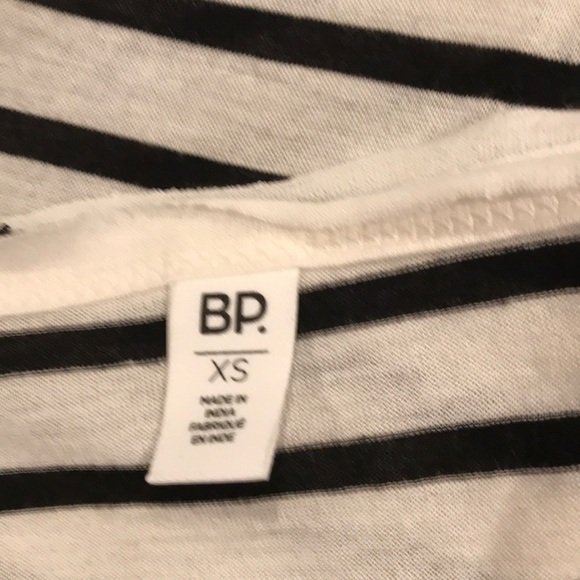 BP.
XS
MADE IN
INDIA
FABRIQUÉ
EN INDE